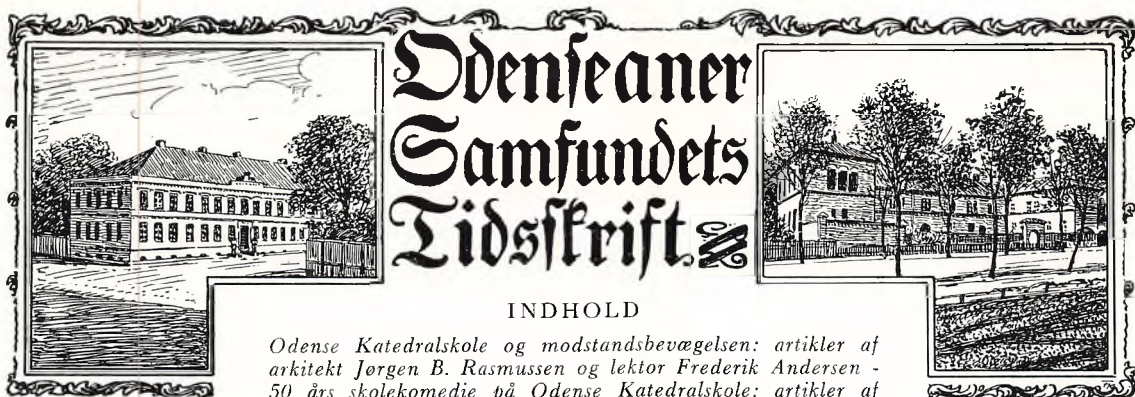 Odenseaner
Samfundets
Tidsskrift.
INDHOLD
Odense Katedralskole og modstandsbevægelsen: artikler af
arkitekt Jørgen B. Rasmussen og lektor Frederik Andersen -
50 års skolekomedie på Odense Katedralskole: artikler af